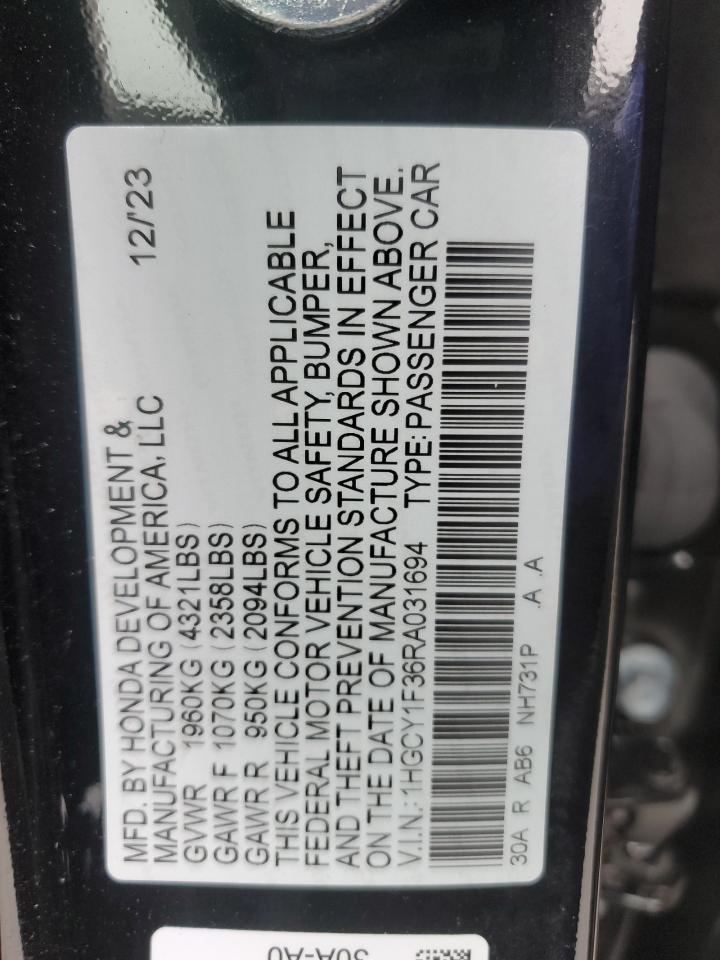 MFD. BY HONDA DEVELOPMENT &
MANUFACTURING OF AMERICA, LLC 12/'23
GVWR 1960KG (4321LBS)
GAWR F 1070KG (2358LBS)
GAWR R 950KG (2094LBS)
THIS VEHICLE CONFORMS TO ALL APPLICABLE
FEDERAL MOTOR VEHICLE SAFETY, BUMPER,
AND THEFT PREVENTION STANDARDS IN EFFECT
ON THE DATE OF MANUFACTURE SHOWN ABOVE.
V.I.N.: 1HGCY1F36RA031694 TYPE: PASSENGER CAR
30A R AB6 NH731P .A .A
30A-A0